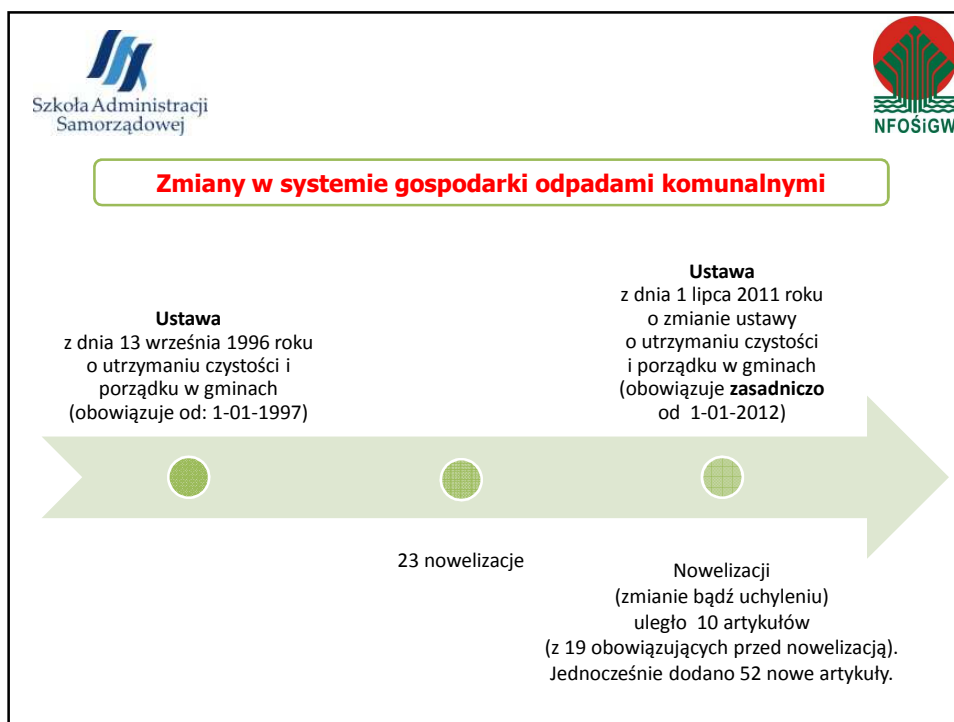 Szkoła Administracji
Samorządowej
NFOŚiGW
Zmiany w systemie gospodarki odpadami komunalnymi
Ustawa
z dnia 13 września 1996 roku
o utrzymaniu czystości i
porządku w gminach
(obowiązuje od: 1-01-1997)
Ustawa
z dnia 1 lipca 2011 roku
o zmianie ustawy
o utrzymaniu czystości
i porządku w gminach
(obowiązuje zasadniczo
od 1-01-2012)
23 nowelizacje
Nowelizacji
(zmianie bądź uchyleniu)
uległo 10 artykułów
(z 19 obowiązujących przed nowelizacją).
Jednocześnie dodano 52 nowe artykuły.